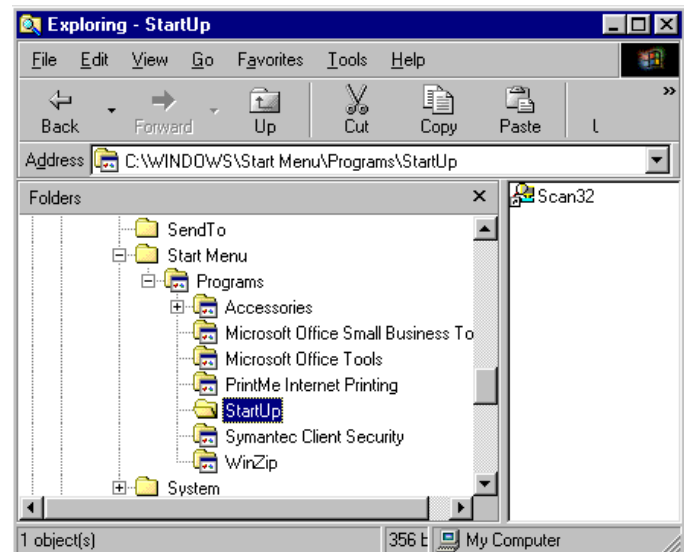 Exploring - StartUp
File Edit View Go Favorites Tools Help
Back Forward Up Cut Copy Paste
Address C:\WINDOWS\Start Menu\Programs\StartUp
Folders
Scan32
SendTo
Start Menu
Programs
Accessories
Microsoft Office Small Business To
Microsoft Office Tools
PrintMe Internet Printing
StartUp
Symantec Client Security
WinZip
System
1 object(s) 356 My Computer